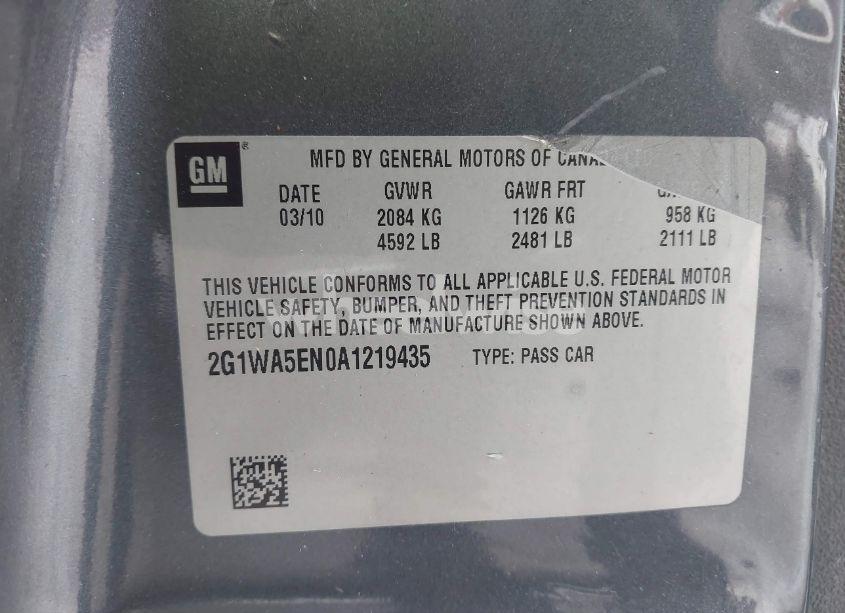 GM®
MFD BY GENERAL MOTORS OF
DATE GVWR GAWR FRT
03/10 2084 KG 1126 KG 958 KG
4592 LB 2481 LB 2111 LB
THIS VEHICLE CONFORMS TO ALL APPLICABLE U.S. FEDERAL MOTOR
VEHICLE SAFETY, BUMPER, AND THEFT PREVENTION STANDARDS IN
EFFECT ON THE DATE OF MANUFACTURE SHOWN ABOVE.
2G1WA5EN0A1219435 TYPE: PASS CAR